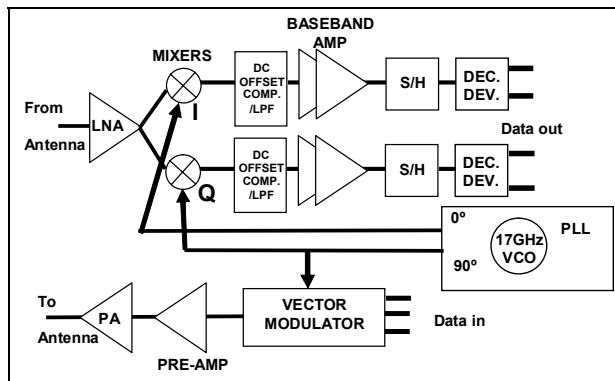 BASEBAND
AMP
MIXERS
DC
OFFSET
COMP.
/LPF
S/H
DEC.
DEV.
From
Antenna
LNA
I
Data out
DC
OFFSET
COMP.
/LPF
S/H
DEC.
DEV.
Q
0º
90º
17GHz
VCO
PLL
To
Antenna
PA
PRE-AMP
VECTOR
MODULATOR
Data in